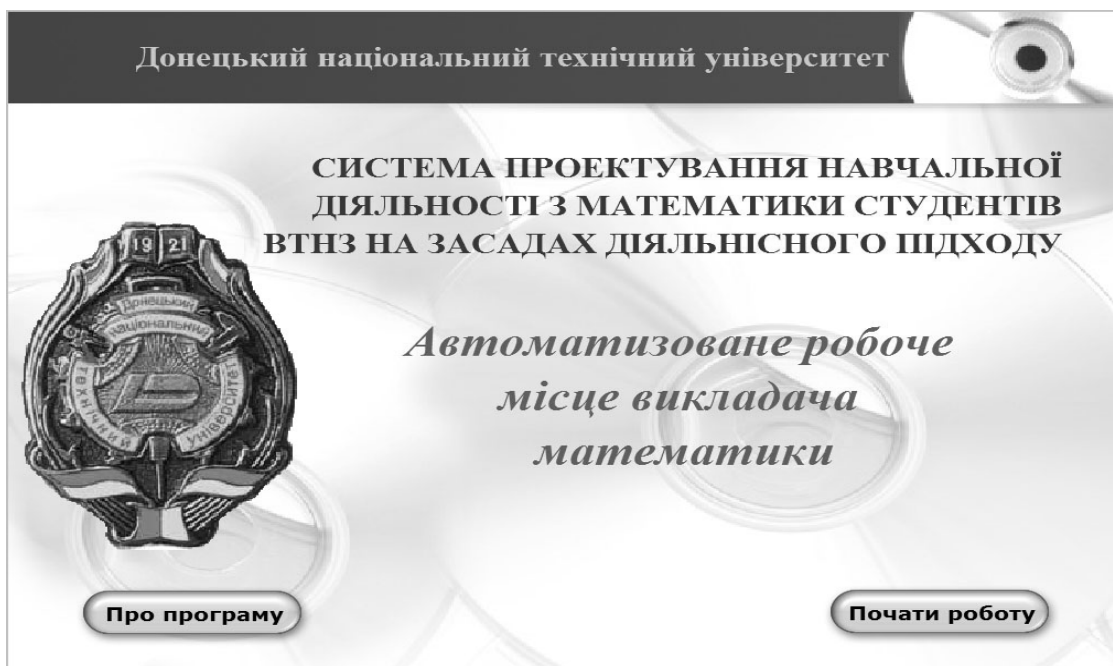 Донецький національний технічний університет
СИСТЕМА ПРОЕКТУВАННЯ НАВЧАЛЬНОЇ
ДІЯЛЬНОСТІ З МАТЕМАТИКИ СТУДЕНТІВ
ВТНЗ НА ЗАСАДАХ ДІЯЛЬНІСНОГО ПІДХОДУ
19 21
Донецький
національний
технічний
університет
Автоматизоване робоче
місце викладача
математики
Про програму
Почати роботу